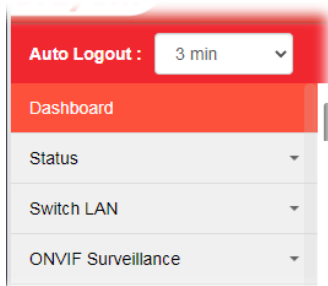 Auto Logout : 3 min
Dashboard
Status
Switch LAN
ONVIF Surveillance